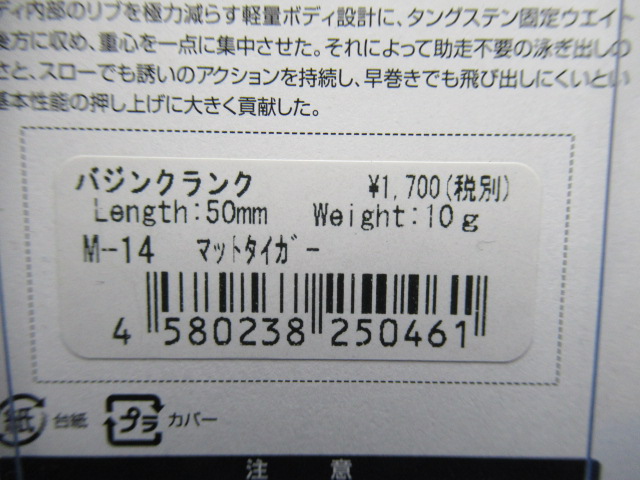 ディ内部のリブを極力減らす軽量ボディ設計に、タングステン固定ウエイト
後方に収め、重心を一点に集中させた。それによって助走不要の泳ぎ出しの
さと、スローでも誘いのアクションを持続し、早巻きでも飛び出しにくいとい
基本性能の押し上げに大きく貢献した。
バジンクランク ¥1,700(税別)
Length:50mm Weight:10g
M-14 マットタイガー
4 580238 250461
紙 台紙 プラ カバー
注 意